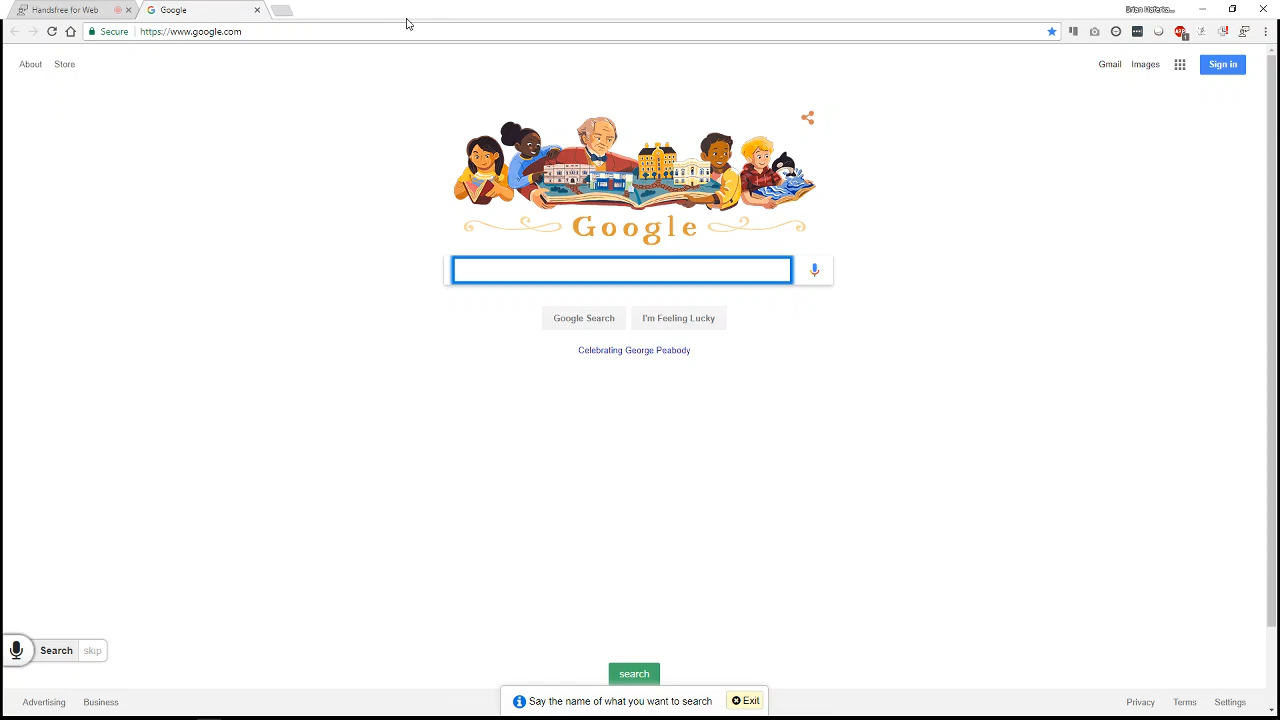 Handsfree for Web
Google
Secure
https://www.google.com
About
Store
Gmail
Images
Sign in
Google
Google Search
I'm Feeling Lucky
Celebrating George Peabody
Search
skip
search
Say the name of what you want to search
Exit
Advertising
Business
Privacy
Terms
Settings